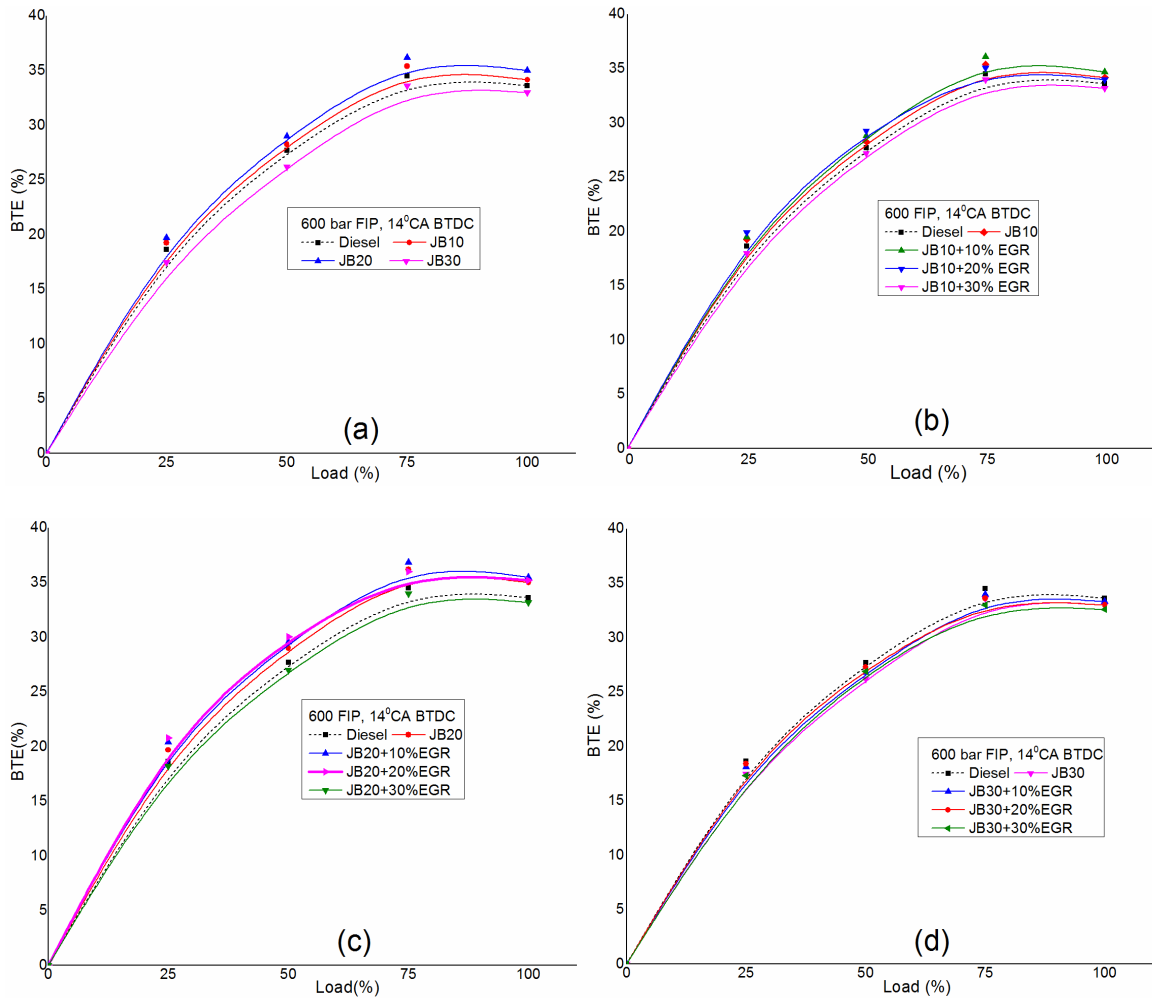 40
35
30
25
20
15
10
5
0
BTE (%)
600 bar FIP, 14⁰CA BTDC
Diesel JB10
JB20 JB30
(a)
0 25 50 75 100
Load (%)
40
35
30
25
20
15
10
5
0
BTE (%)
600 FIP, 14⁰CA BTDC
Diesel JB10
JB10+10% EGR
JB10+20% EGR
JB10+30% EGR
(b)
0 25 50 75 100
Load (%)
40
35
30
25
20
15
10
5
0
BTE(%)
600 FIP, 14⁰CA BTDC
Diesel JB20
JB20+10%EGR
JB20+20%EGR
JB20+30%EGR
(c)
0 25 50 75 100
Load(%)
40
35
30
25
20
15
10
5
0
BTE (%)
600 bar FIP, 14⁰CA BTDC
Diesel JB30
JB30+10%EGR
JB30+20%EGR
JB30+30%EGR
(d)
0 25 50 75 100
Load (%)